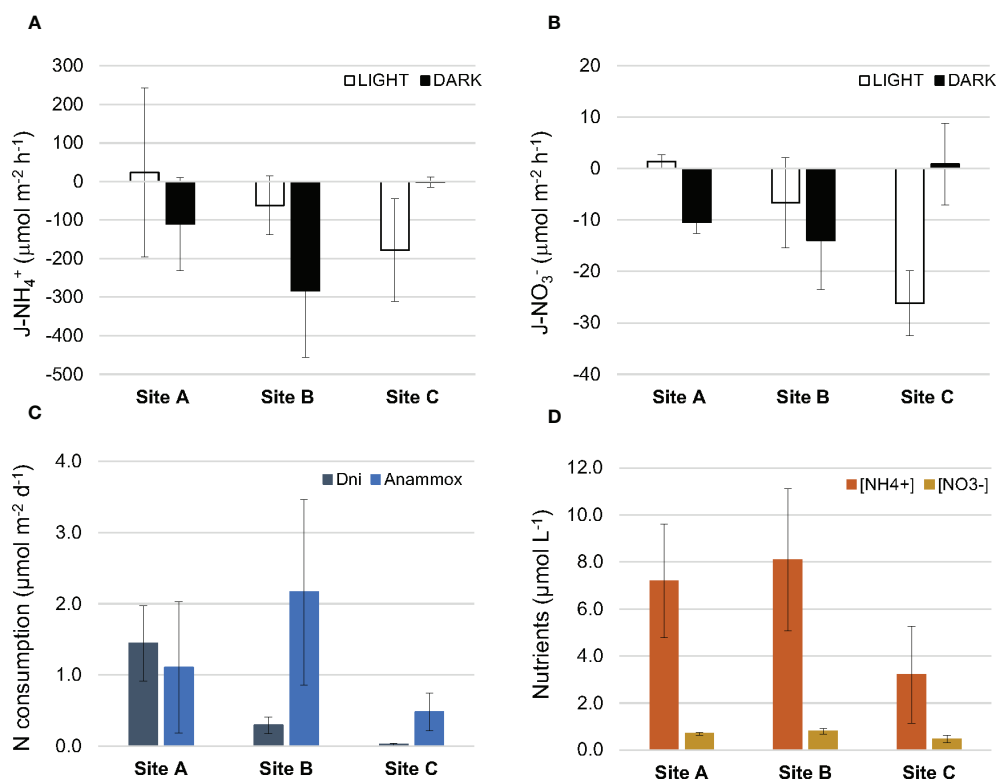 A
300
LIGHT DARK
200
100
0
-100
-200
-300
-400
-500
J-NH₄⁺ (μmol m⁻² h⁻¹)
Site A Site B Site C
B
20
LIGHT DARK
10
0
-10
-20
-30
-40
J-NO₃⁻ (μmol m⁻² h⁻¹)
Site A Site B Site C
C
4.0
Dni Anammox
3.0
2.0
1.0
0.0
N consumption (μmol m⁻² d⁻¹)
Site A Site B Site C
D
12.0
[NH4+] [NO3-]
10.0
8.0
6.0
4.0
2.0
0.0
Nutrients (μmol L⁻¹)
Site A Site B Site C